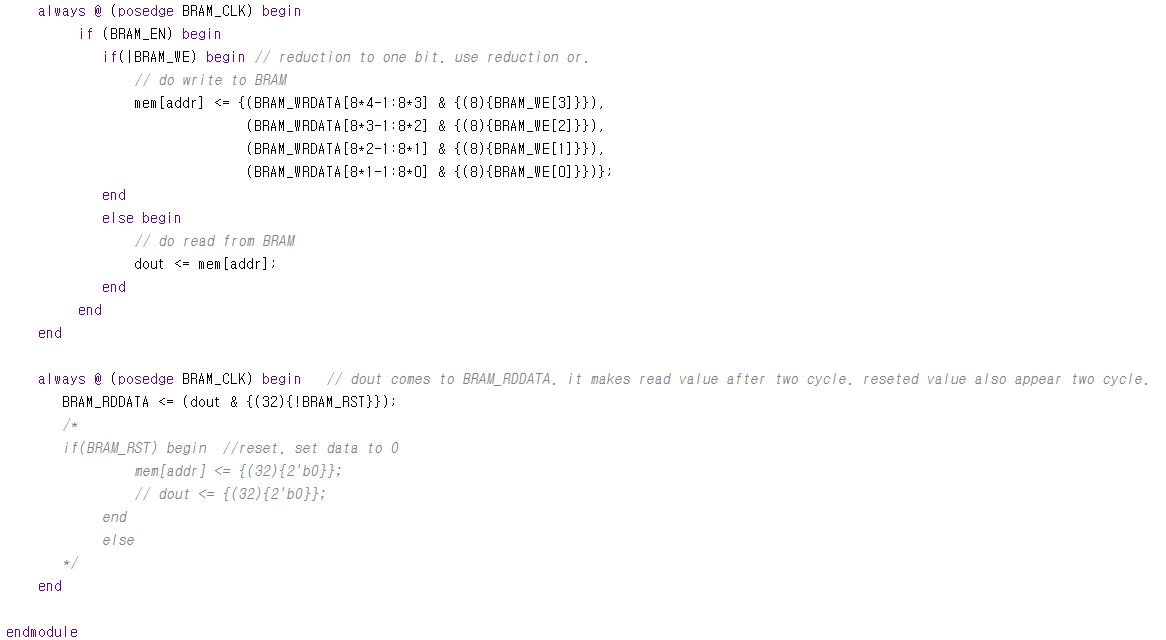 always @ (posedge BRAM_CLK) begin
if (BRAM_EN) begin
if(|BRAM_WE) begin // reduction to one bit. use reduction or.
// do write to BRAM
mem[addr] <= {(BRAM_WRDATA[8*4-1:8*3] & {(8){BRAM_WE[3]}}),
(BRAM_WRDATA[8*3-1:8*2] & {(8){BRAM_WE[2]}}),
(BRAM_WRDATA[8*2-1:8*1] & {(8){BRAM_WE[1]}}),
(BRAM_WRDATA[8*1-1:8*0] & {(8){BRAM_WE[0]}})};
end
else begin
// do read from BRAM
dout <= mem[addr];
end
end
end
always @ (posedge BRAM_CLK) begin // dout comes to BRAM_RDDATA. it makes read value after two cycle. reseted value also appear two cycle.
BRAM_RDDATA <= (dout & {(32){!BRAM_RST}});
/*
if(BRAM_RST) begin //reset. set data to 0
mem[addr] <= {(32){2'b0}};
// dout <= {(32){2'b0}};
end
else
*/
end
endmodule